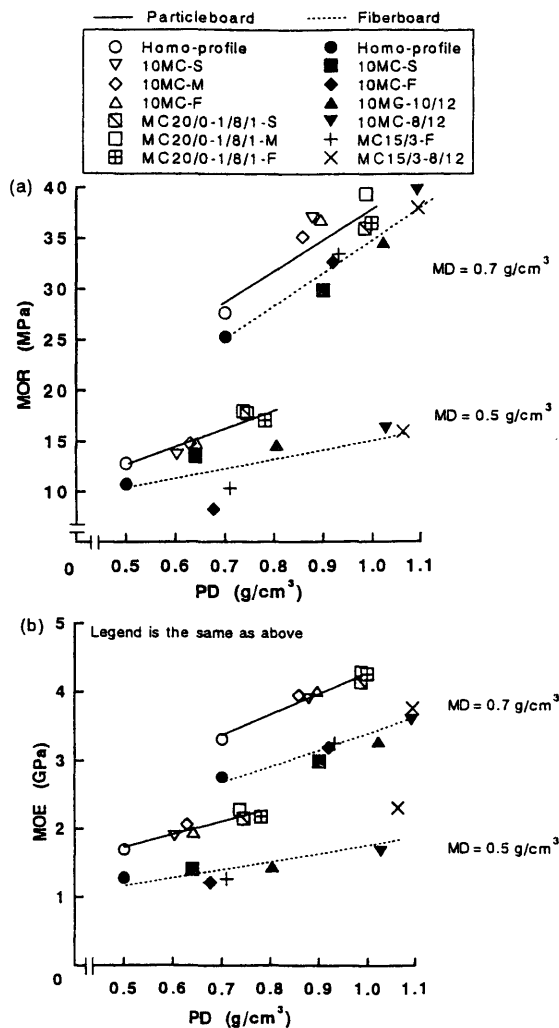 Particleboard Fiberboard
Homo-profile Homo-profile
10MC-S 10MC-S
10MC-M 10MC-F
10MC-F 10MG-10/12
MC20/0-1/8/1-S 10MC-8/12
MC20/0-1/8/1-M MC15/3-F
MC20/0-1/8/1-F MC15/3-8/12
(a)
40
35
MD = 0.7 g/cm³
30
25
MOR (MPa)
20
MD = 0.5 g/cm³
15
10
0
0.5 0.6 0.7 0.8 0.9 1.0 1.1
PD (g/cm³)
(b)
5
Legend is the same as above
MD = 0.7 g/cm³
4
3
MOE (GPa)
2
MD = 0.5 g/cm³
1
0
0.5 0.6 0.7 0.8 0.9 1.0 1.1
PD (g/cm³)